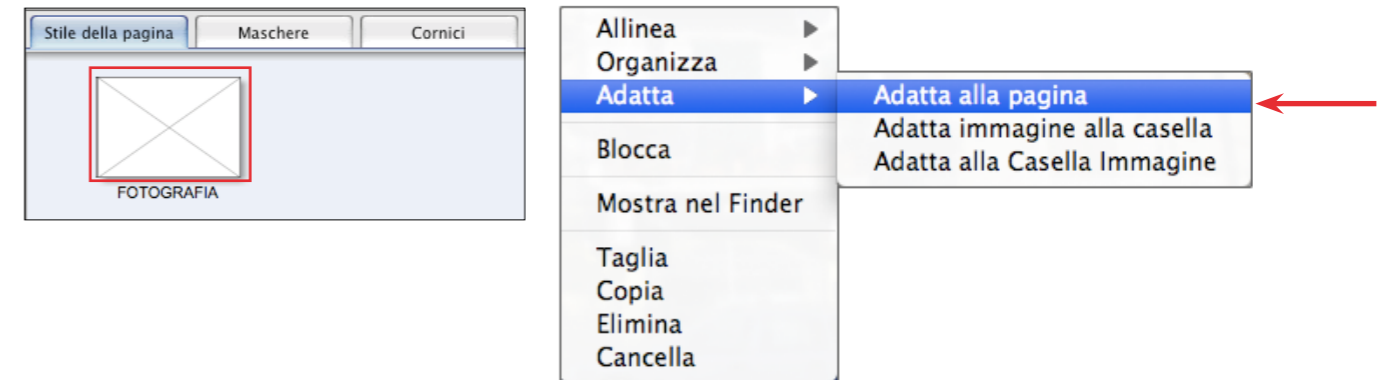 Stile della pagina Maschere Cornici
FOTOGRAFIA
Allinea
Organizza
Adatta
Blocca
Mostra nel Finder
Taglia
Copia
Elimina
Cancella
Adatta alla pagina
Adatta immagine alla casella
Adatta alla Casella Immagine